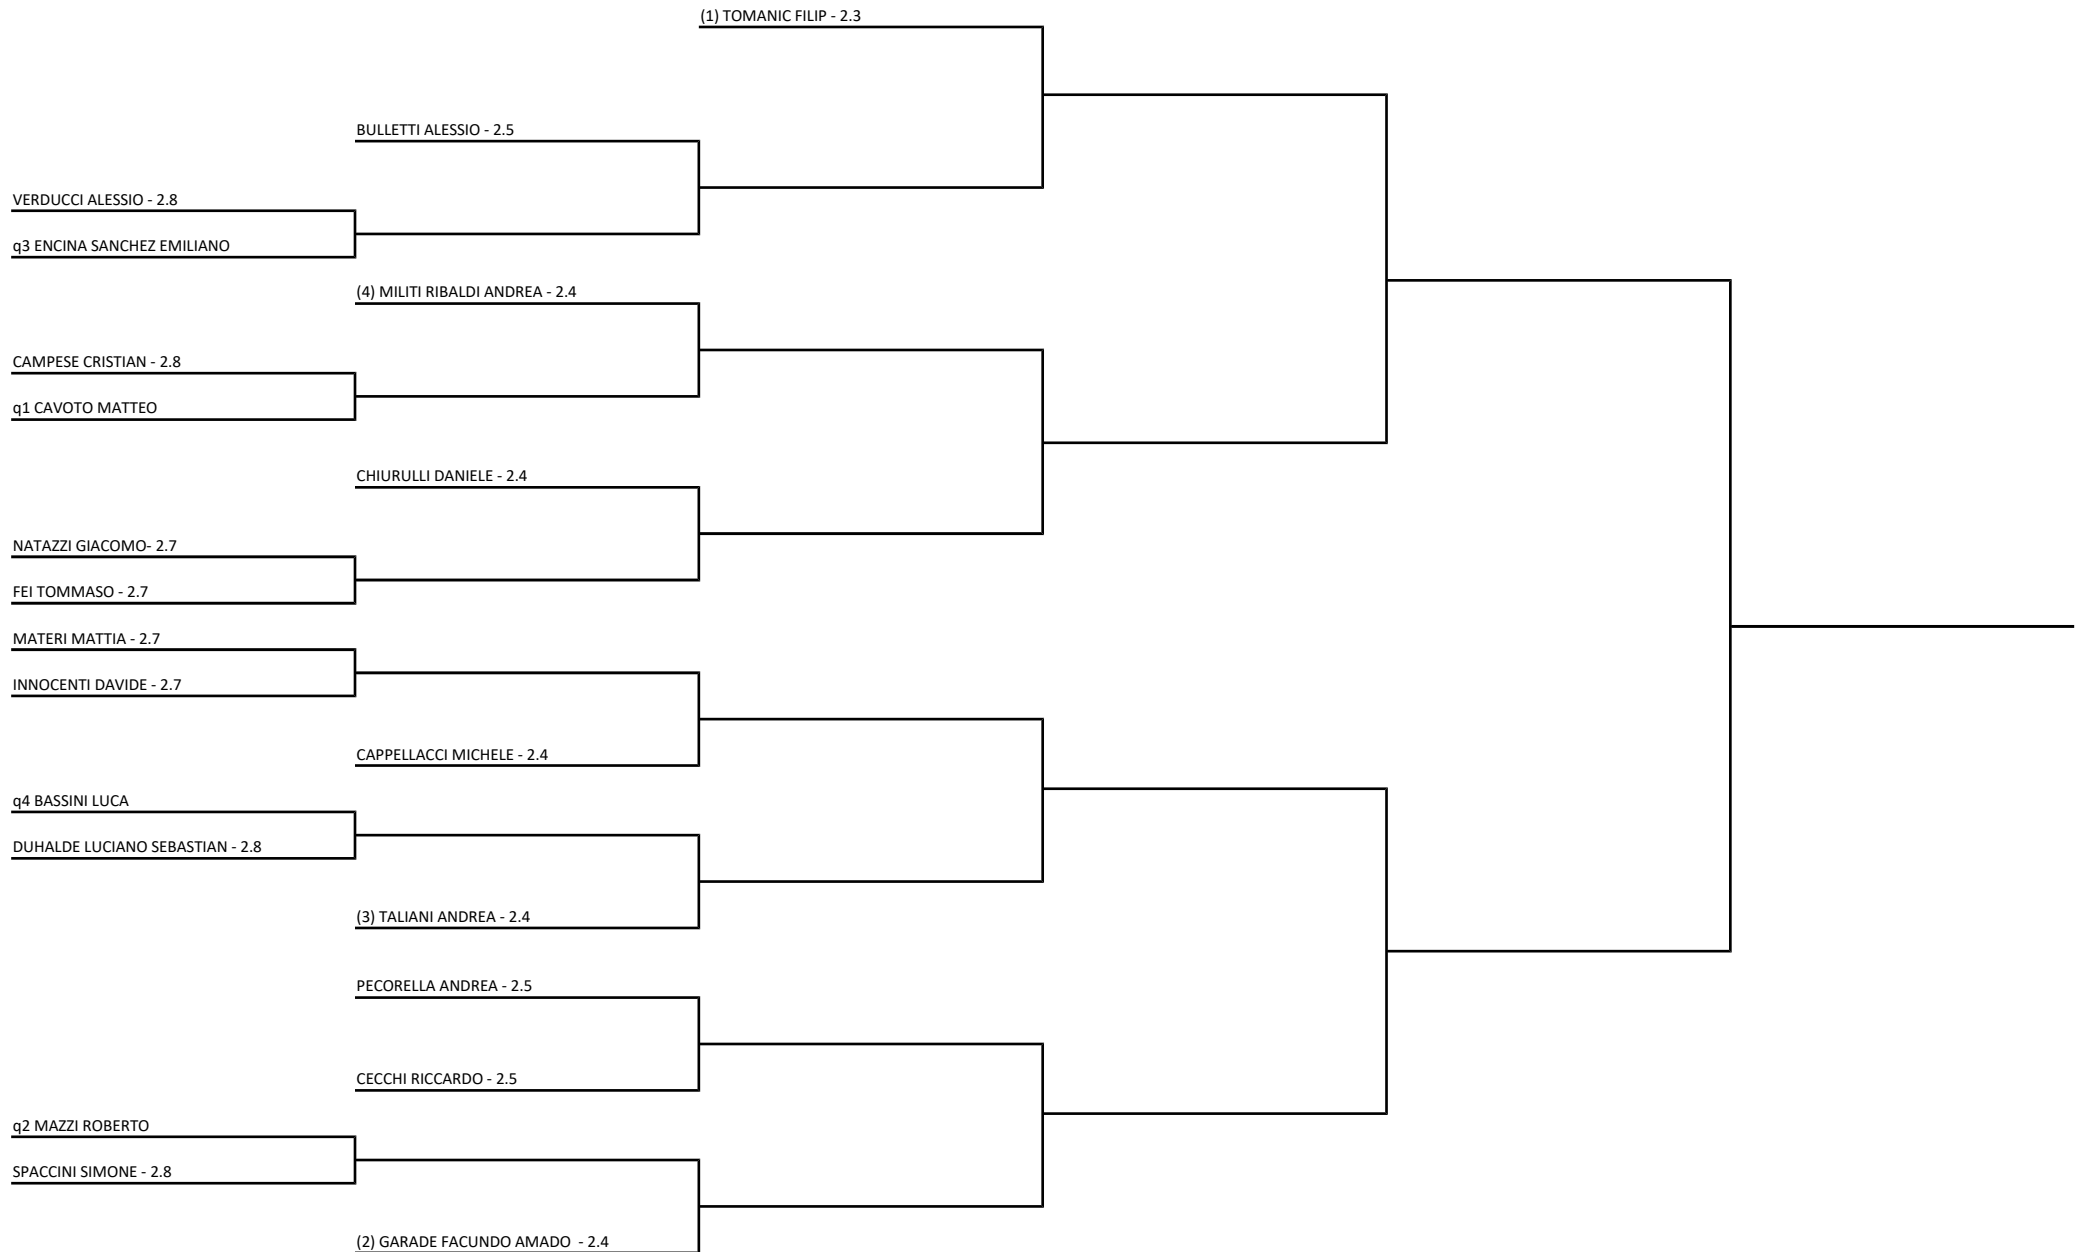 (1) TOMANIC FILIP - 2.3
BULLETTI ALESSIO - 2.5
VERDUCCI ALESSIO - 2.8
q3 ENCINA SANCHEZ EMILIANO
(4) MILITI RIBALDI ANDREA - 2.4
CAMPESE CRISTIAN - 2.8
q1 CAVOTO MATTEO
CHIURULLI DANIELE - 2.4
NATAZZI GIACOMO- 2.7
FEI TOMMASO - 2.7
MATERI MATTIA - 2.7
INNOCENTI DAVIDE - 2.7
CAPPELLACCI MICHELE - 2.4
q4 BASSINI LUCA
DUHALDE LUCIANO SEBASTIAN - 2.8
(3) TALIANI ANDREA - 2.4
PECORELLA ANDREA - 2.5
CECCHI RICCARDO - 2.5
q2 MAZZI ROBERTO
SPACCINI SIMONE - 2.8
(2) GARADE FACUNDO AMADO  - 2.4